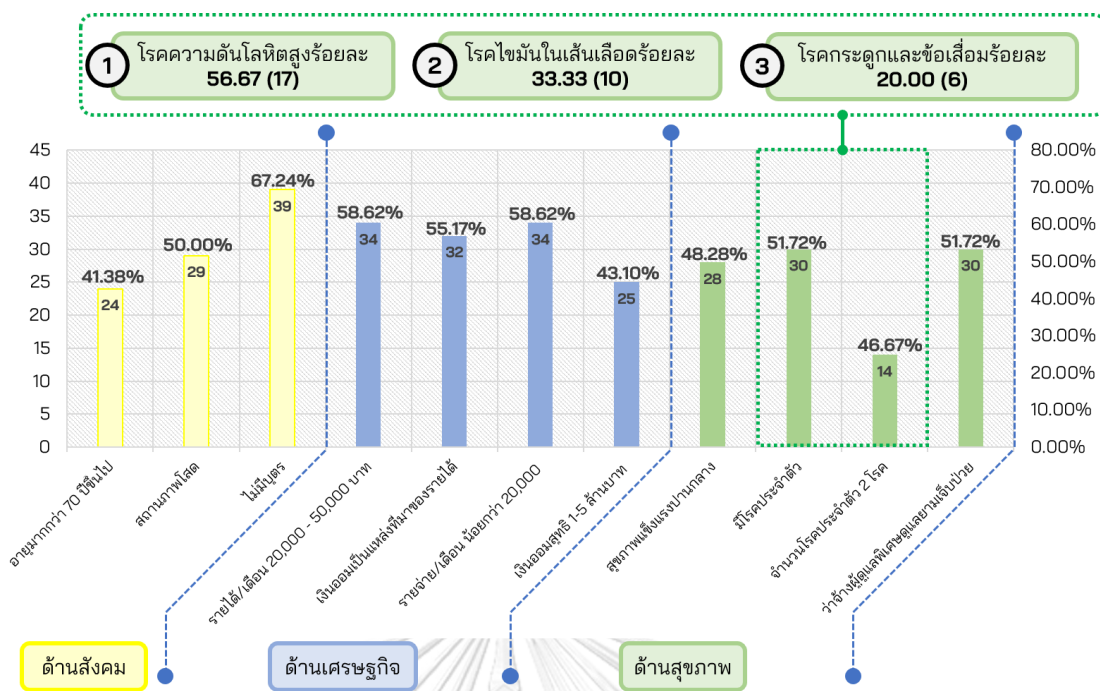 1
โรคความดันโลหิตสูงร้อยละ
56.67 (17)
2
โรคไขมันในเส้นเลือดร้อยละ
33.33 (10)
3
โรคกระดูกและข้อเสื่อมร้อยละ
20.00 (6)
45
40
35
30
25
20
15
10
5
0
80.00%
70.00%
60.00%
50.00%
40.00%
30.00%
20.00%
10.00%
0.00%
41.38%
24
50.00%
29
67.24%
39
58.62%
34
55.17%
32
58.62%
34
43.10%
25
48.28%
28
51.72%
30
46.67%
14
51.72%
30
อายุมากกว่า 70 ปีขึ้นไป
สถานภาพโสด
ไม่มีบุตร
รายได้/เดือน 20,000 - 50,000 บาท
เงินออมเป็นแหล่งที่มาของรายได้
รายจ่าย/เดือน น้อยกว่า 20,000
เงินออมสุทธิ 1-5 ล้านบาท
สุขภาพแข็งแรงปานกลาง
มีโรคประจำตัว
จำนวนโรคประจำตัว 2 โรค
ว่าจ้างผู้ดูแลพิเศษดูแลยามเจ็บป่วย
ด้านสังคม
ด้านเศรษฐกิจ
ด้านสุขภาพ